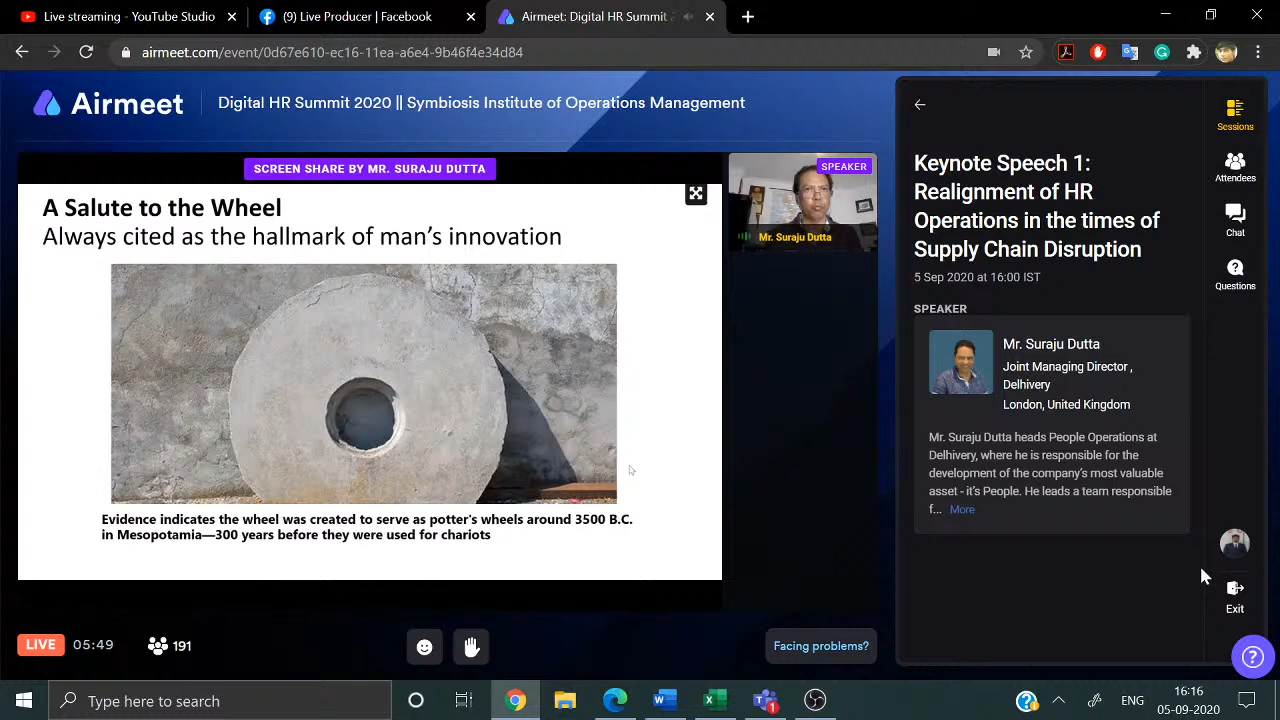 Live streaming - YouTube Studio
(9) Live Producer | Facebook
Airmeet: Digital HR Summit
airmeet.com/event/0d67e610-ec16-11ea-a6e4-9b46f4e34d84
Airmeet
Digital HR Summit 2020 || Symbiosis Institute of Operations Management
SCREEN SHARE BY MR. SURAJU DUTTA
A Salute to the Wheel
Always cited as the hallmark of man's innovation
Evidence indicates the wheel was created to serve as potter's wheels around 3500 B.C.
in Mesopotamia—300 years before they were used for chariots
SPEAKER
Mr. Suraju Dutta
Keynote Speech 1:
Realignment of HR
Operations in the times of
Supply Chain Disruption
5 Sep 2020 at 16:00 IST
SPEAKER
Mr. Suraju Dutta
Joint Managing Director ,
Delhivery
London, United Kingdom
Mr. Suraju Dutta heads People Operations at
Delhivery, where he is responsible for the
development of the company's most valuable
asset - it's People. He leads a team responsible
f... More
Sessions
Attendees
Chat
Questions
Exit
LIVE 05:49 191
Facing problems?
?
Type here to search
1
ENG
16:16
05-09-2020